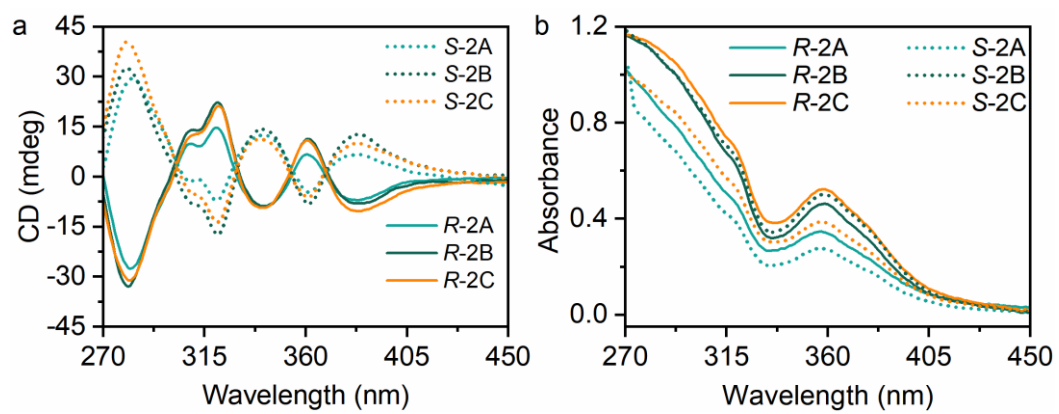 a
CD (mdeg)
45
30
15
0
-15
-30
-45
S-2A
S-2B
S-2C
R-2A
R-2B
R-2C
270 315 360 405 450
Wavelength (nm)
b
Absorbance
1.2
0.8
0.4
0.0
R-2A S-2A
R-2B S-2B
R-2C S-2C
270 315 360 405 450
Wavelength (nm)